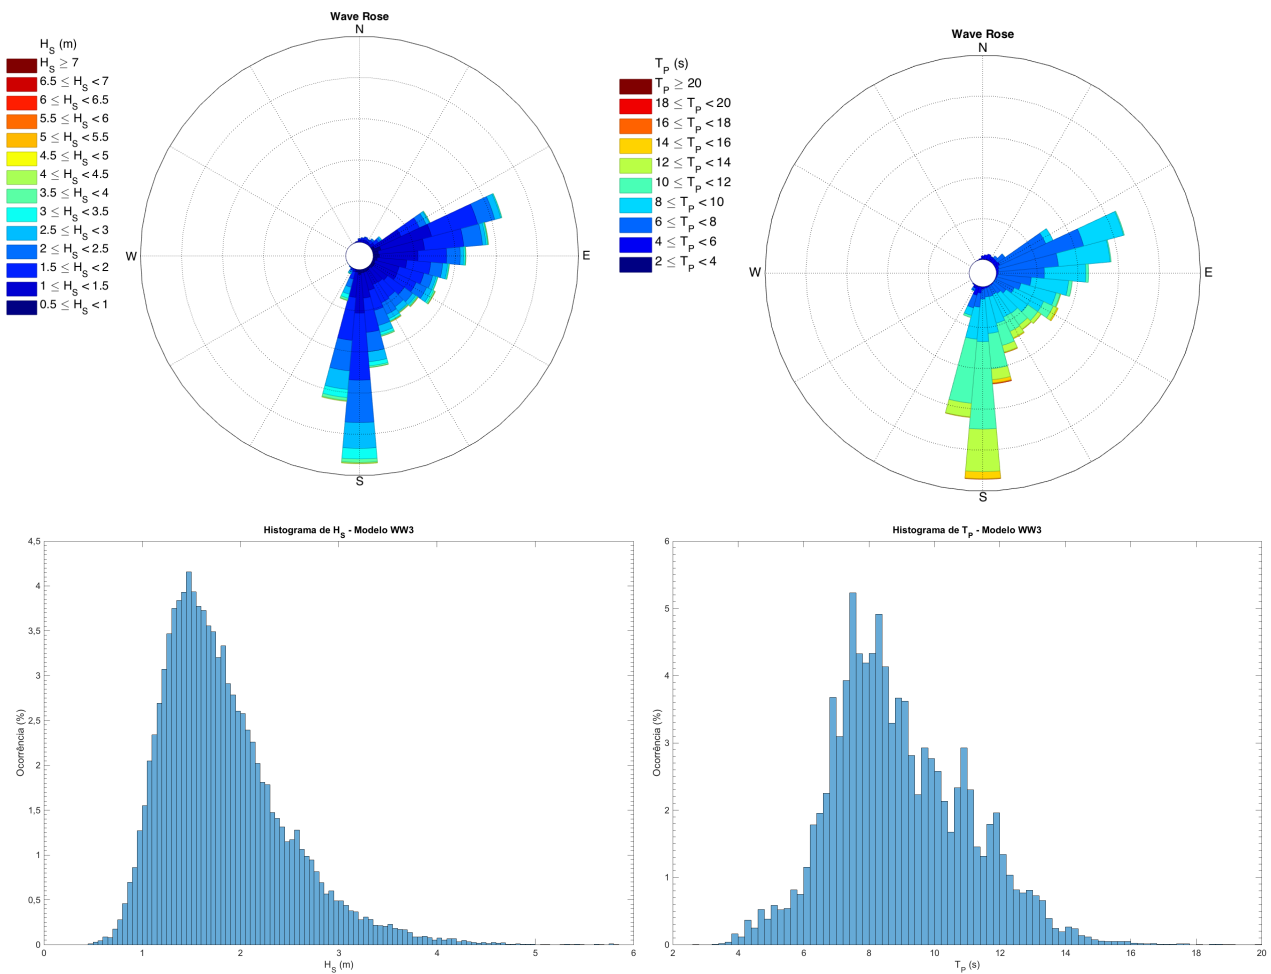 Wave Rose
N
H_S (m)
H_S ≥ 7
6.5 ≤ H_S < 7
6 ≤ H_S < 6.5
5.5 ≤ H_S < 6
5 ≤ H_S < 5.5
4.5 ≤ H_S < 5
4 ≤ H_S < 4.5
3.5 ≤ H_S < 4
3 ≤ H_S < 3.5
2.5 ≤ H_S < 3
2 ≤ H_S < 2.5
1.5 ≤ H_S < 2
1 ≤ H_S < 1.5
0.5 ≤ H_S < 1
W
E
S
Wave Rose
N
T_P (s)
T_P ≥ 20
18 ≤ T_P < 20
16 ≤ T_P < 18
14 ≤ T_P < 16
12 ≤ T_P < 14
10 ≤ T_P < 12
8 ≤ T_P < 10
6 ≤ T_P < 8
4 ≤ T_P < 6
2 ≤ T_P < 4
W
E
S
Histograma de H_S - Modelo WW3
4,5
4
3,5
3
2,5
2
1,5
1
0,5
0
Ocorrência (%)
0 1 2 3 4 5 6
H_S (m)
Histograma de T_P - Modelo WW3
6
5
4
3
2
1
0
Ocorrência (%)
2 4 6 8 10 12 14 16 18 20
T_P (s)